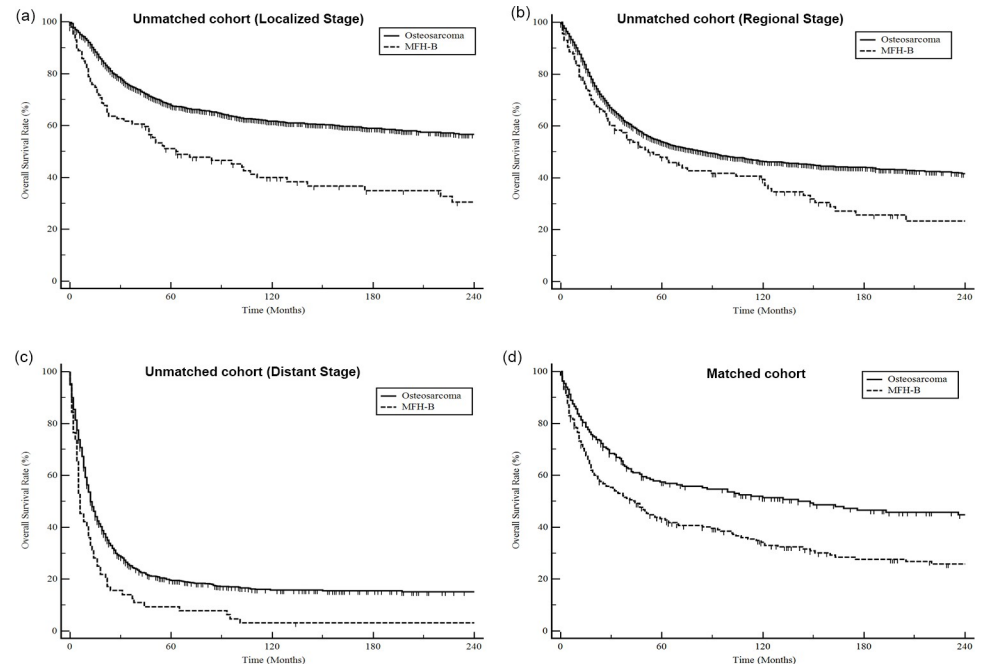 (a)
Unmatched cohort (Localized Stage)
Osteosarcoma
MFH-B
Overall Survival Rate (%)
100
80
60
40
20
0
0 60 120 180 240
Time (Months)
(b)
Unmatched cohort (Regional Stage)
Osteosarcoma
MFH-B
Overall Survival Rate (%)
100
80
60
40
20
0
0 60 120 180 240
Time (Months)
(c)
Unmatched cohort (Distant Stage)
Osteosarcoma
MFH-B
Overall Survival Rate (%)
100
80
60
40
20
0
0 60 120 180 240
Time (Months)
(d)
Matched cohort
Osteosarcoma
MFH-B
Overall Survival Rate (%)
100
80
60
40
20
0
0 60 120 180 240
Time (Months)